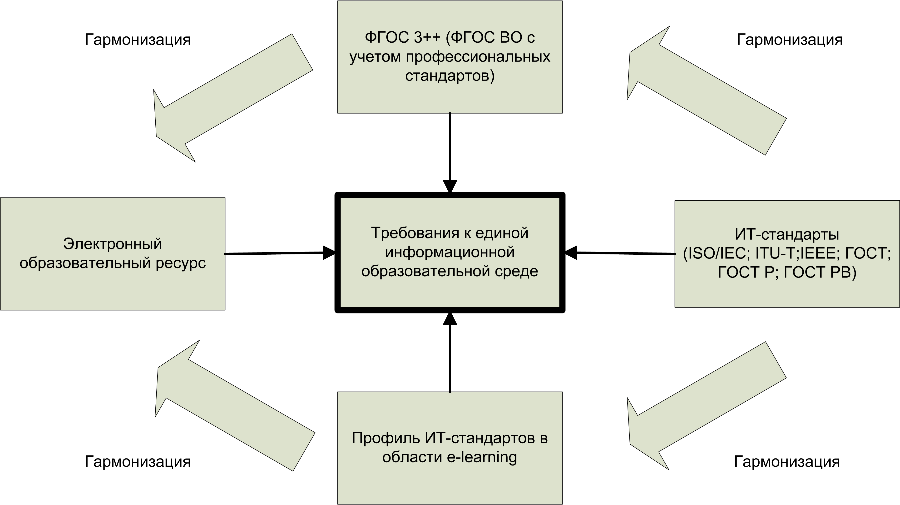 ФГОС 3++ (ФГОС ВО с
учетом профессиональных
стандартов)
Гармонизация
Гармонизация
Электронный
образовательный ресурс
Требования к единой
информационной
образовательной среде
ИТ-стандарты
(ISO/IEC; ITU-T;IEEE; ГОСТ;
ГОСТ Р; ГОСТ РВ)
Профиль ИТ-стандартов в
области e-learning
Гармонизация
Гармонизация